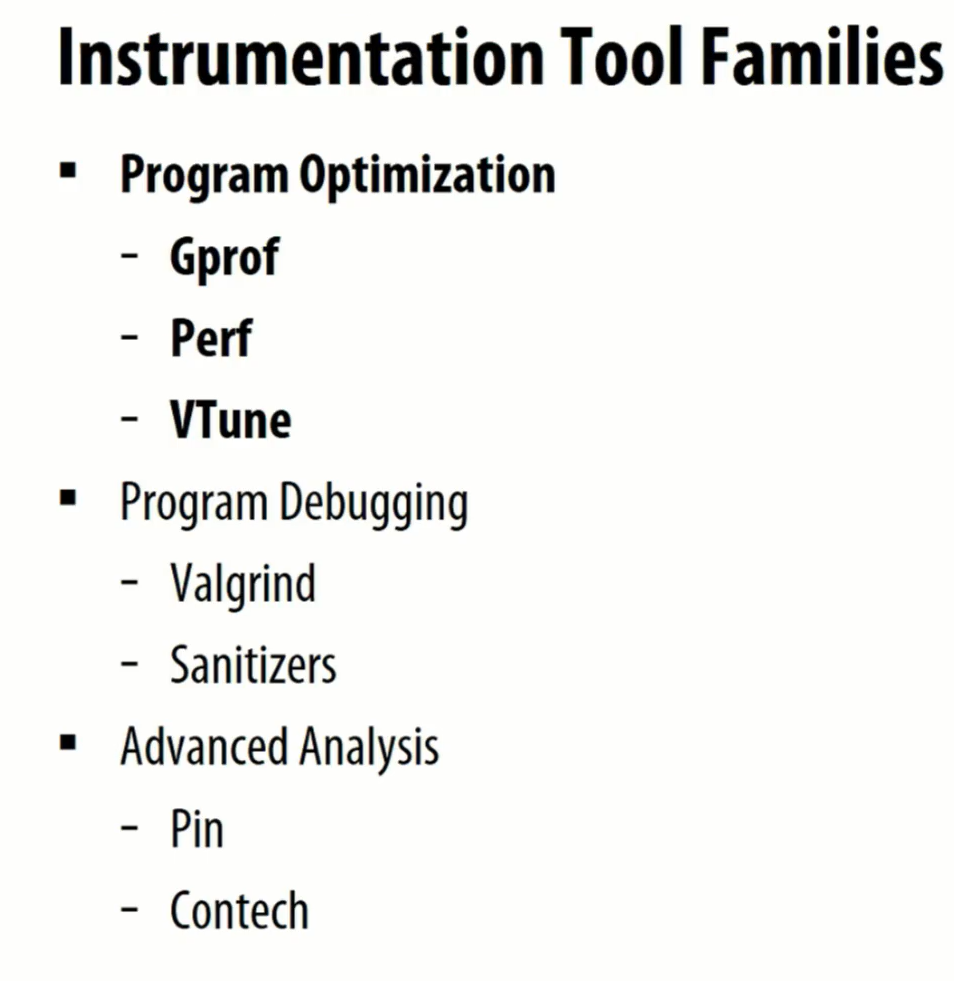 Instrumentation Tool Families
▪ Program Optimization
– Gprof
– Perf
– VTune
▪ Program Debugging
– Valgrind
– Sanitizers
▪ Advanced Analysis
– Pin
– Contech